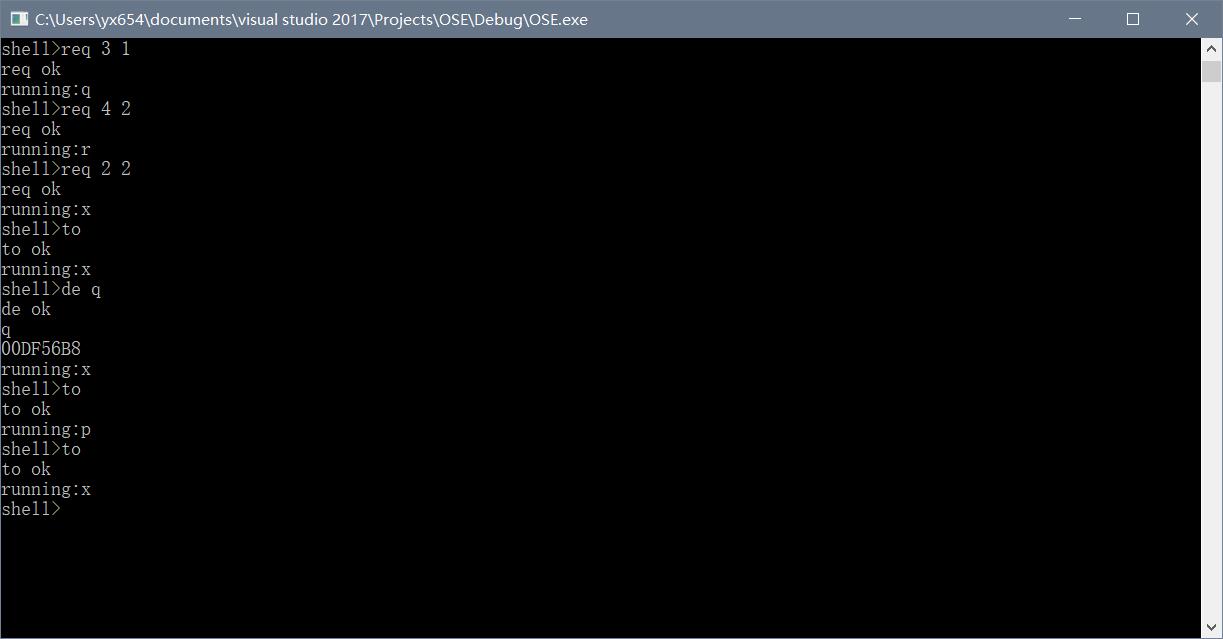 C:\Users\yx654\documents\visual studio 2017\Projects\OSE\Debug\OSE.exe
shell>req 3 1
req ok
running:q
shell>req 4 2
req ok
running:r
shell>req 2 2
req ok
running:x
shell>to
to ok
running:x
shell>de q
de ok
q
00DF56B8
running:x
shell>to
to ok
running:p
shell>to
to ok
running:x
shell>